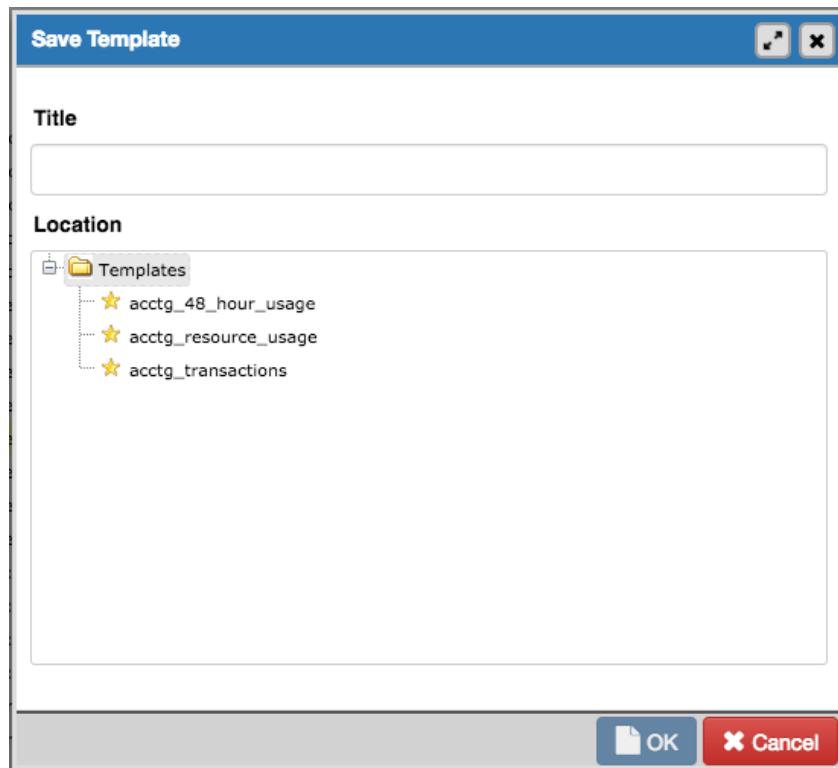 Save Template
Title
Location
Templates
acctg_48_hour_usage
acctg_resource_usage
acctg_transactions
OK
Cancel